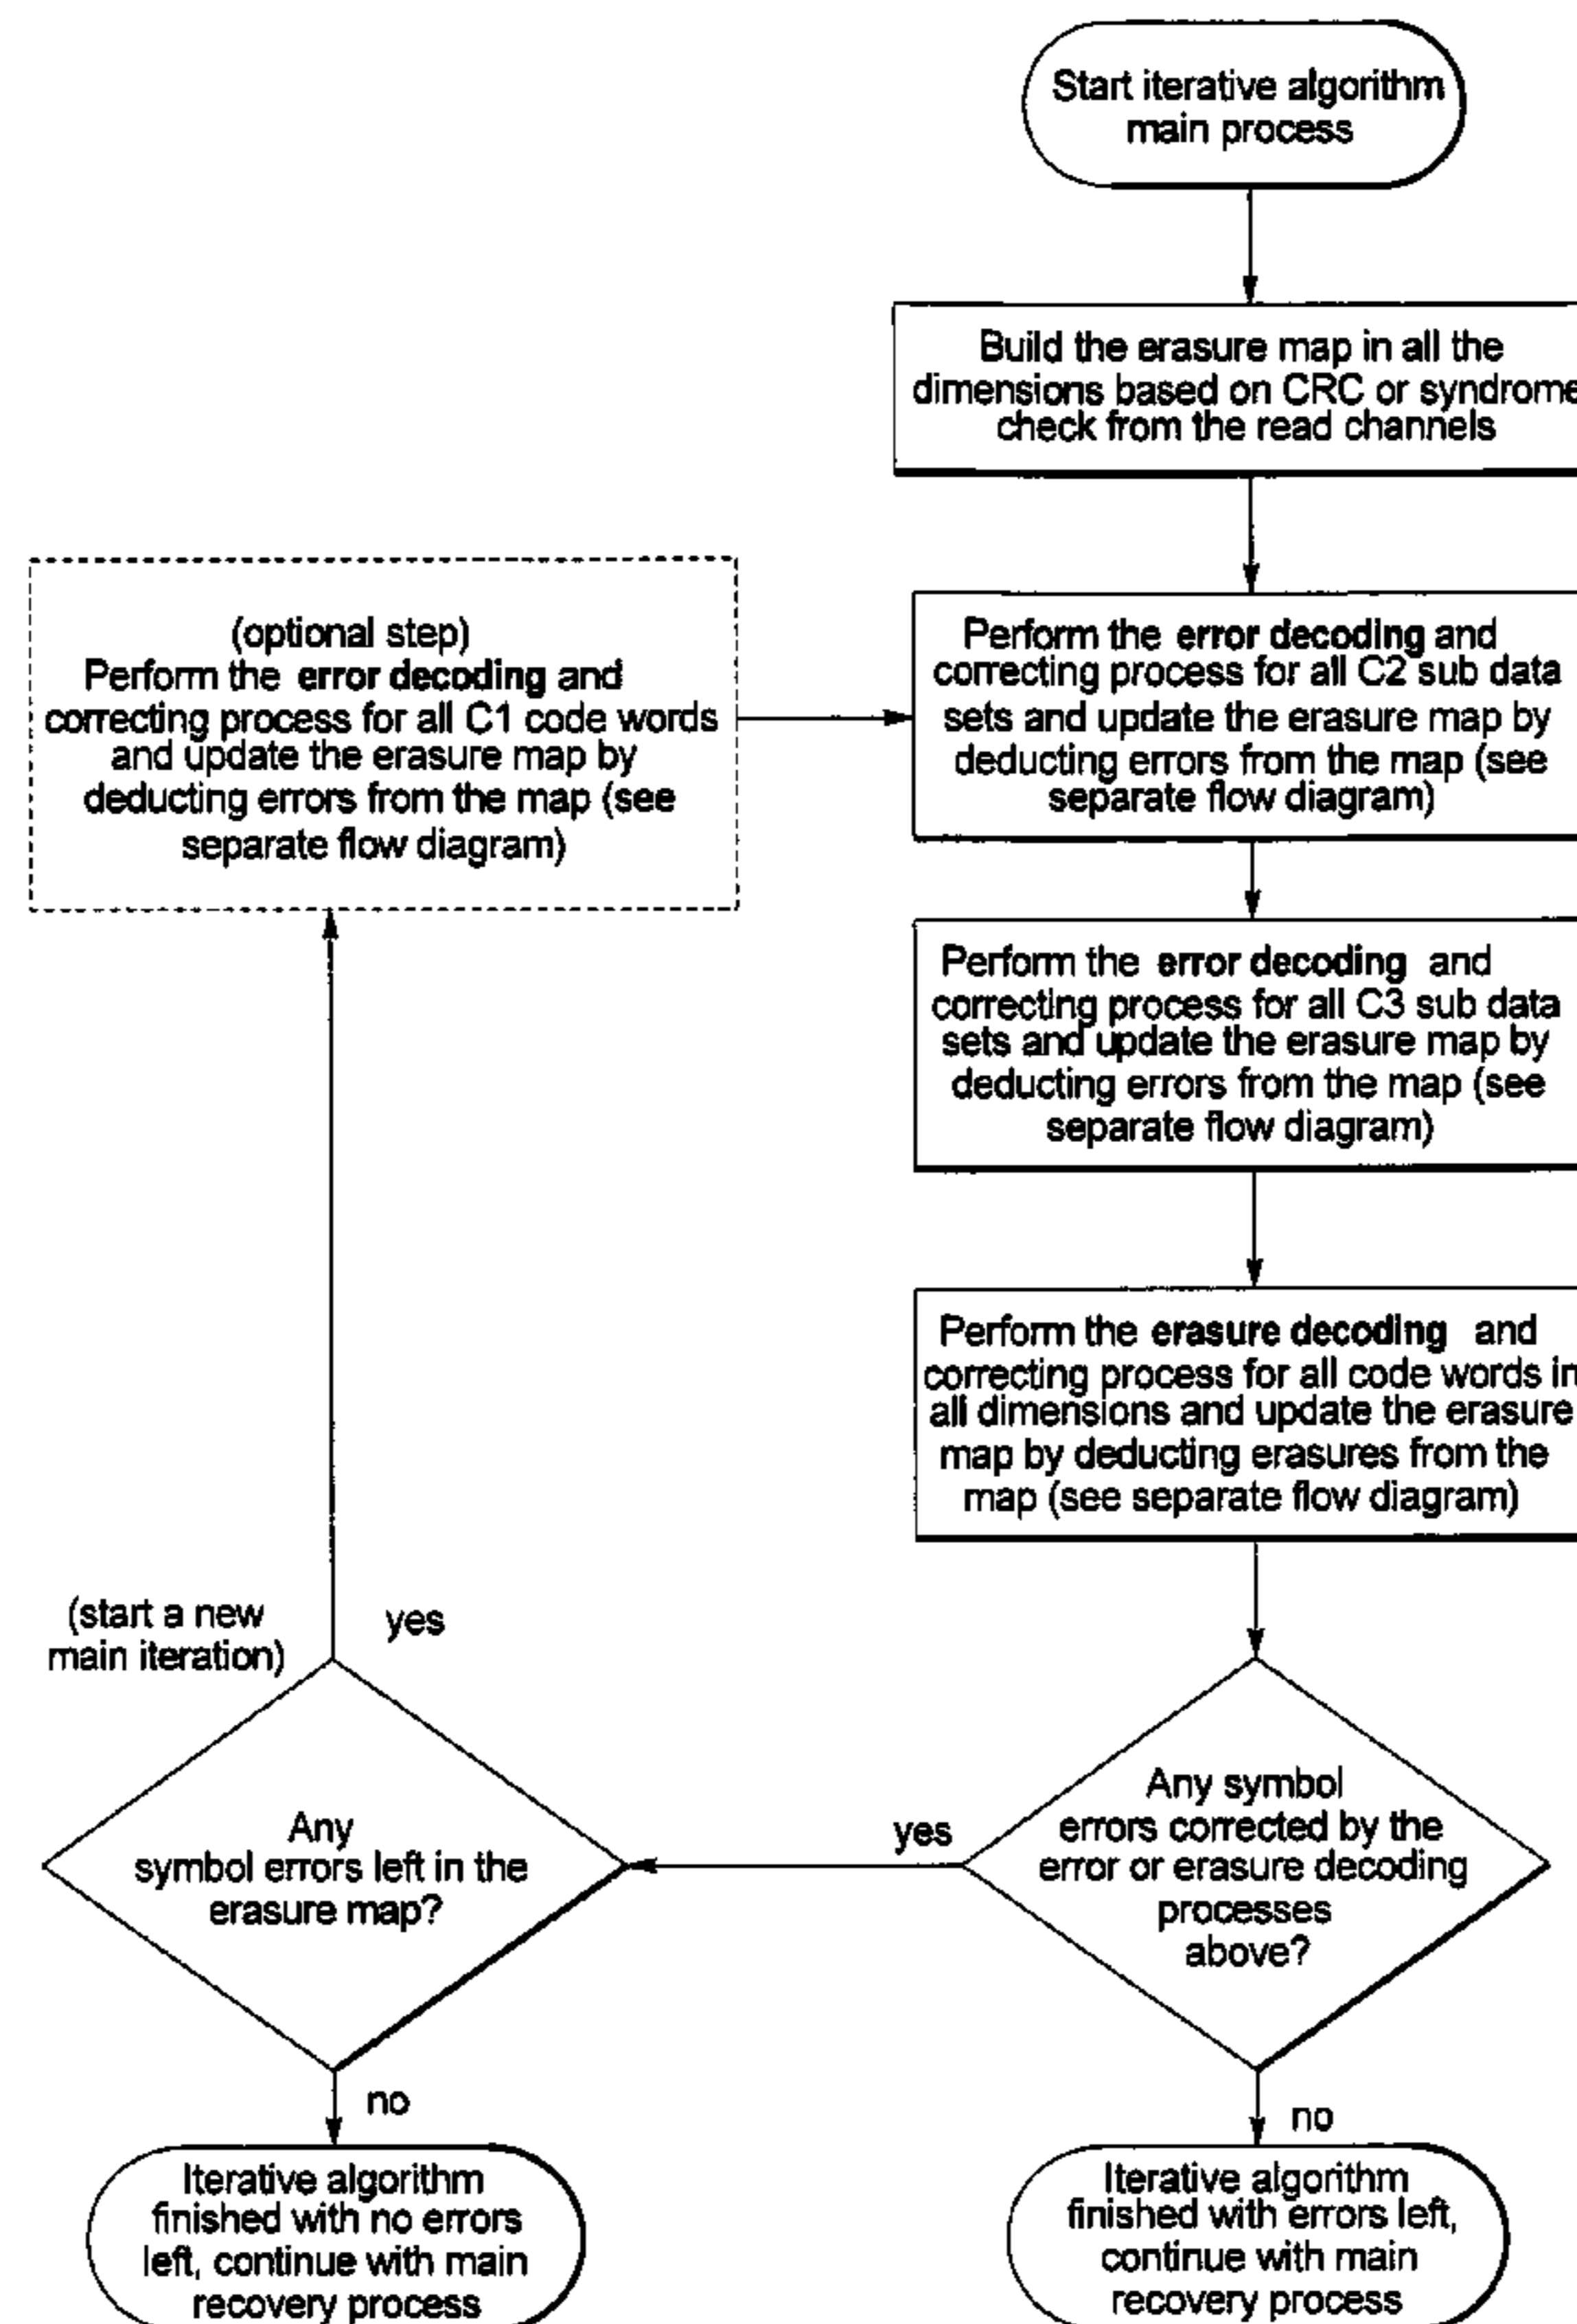 Start iterative algorithm
main process
Build the erasure map in all the
dimensions based on CRC or syndrome
check from the read channels
(optional step)
Perform the error decoding and
correcting process for all C1 code words
and update the erasure map by
deducting errors from the map (see
separate flow diagram)
Perform the error decoding and
correcting process for all C2 sub data
sets and update the erasure map by
deducting errors from the map (see
separate flow diagram)
Perform the error decoding and
correcting process for all C3 sub data
sets and update the erasure map by
deducting errors from the map (see
separate flow diagram)
Perform the erasure decoding and
correcting process for all code words in
all dimensions and update the erasure
map by deducting erasures from the
map (see separate flow diagram)
(start a new
main iteration)
yes
Any
symbol errors left in the
erasure map?
yes
Any symbol
errors corrected by the
error or erasure decoding
processes
above?
no
no
Iterative algorithm
finished with no errors
left, continue with main
recovery process
Iterative algorithm
finished with errors left,
continue with main
recovery process